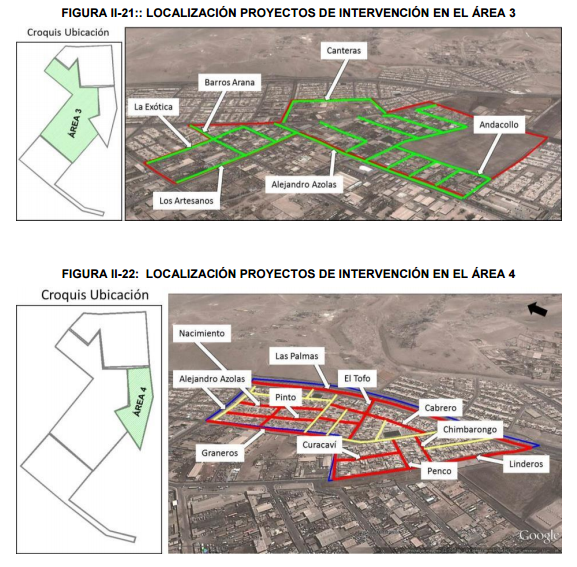 FIGURA II-21:: LOCALIZACIÓN PROYECTOS DE INTERVENCIÓN EN EL ÁREA 3
Croquis Ubicación
ÁREA 3
Canteras
Barros Arana
La Exótica
Andacollo
Alejandro Azolas
Los Artesanos
FIGURA II-22: LOCALIZACIÓN PROYECTOS DE INTERVENCIÓN EN EL ÁREA 4
Croquis Ubicación
ÁREA 4
Nacimiento
Las Palmas
Alejandro Azolas
El Tofo
Pinto
Cabrero
Chimbarongo
Graneros
Curacaví
Penco
Linderos
Google